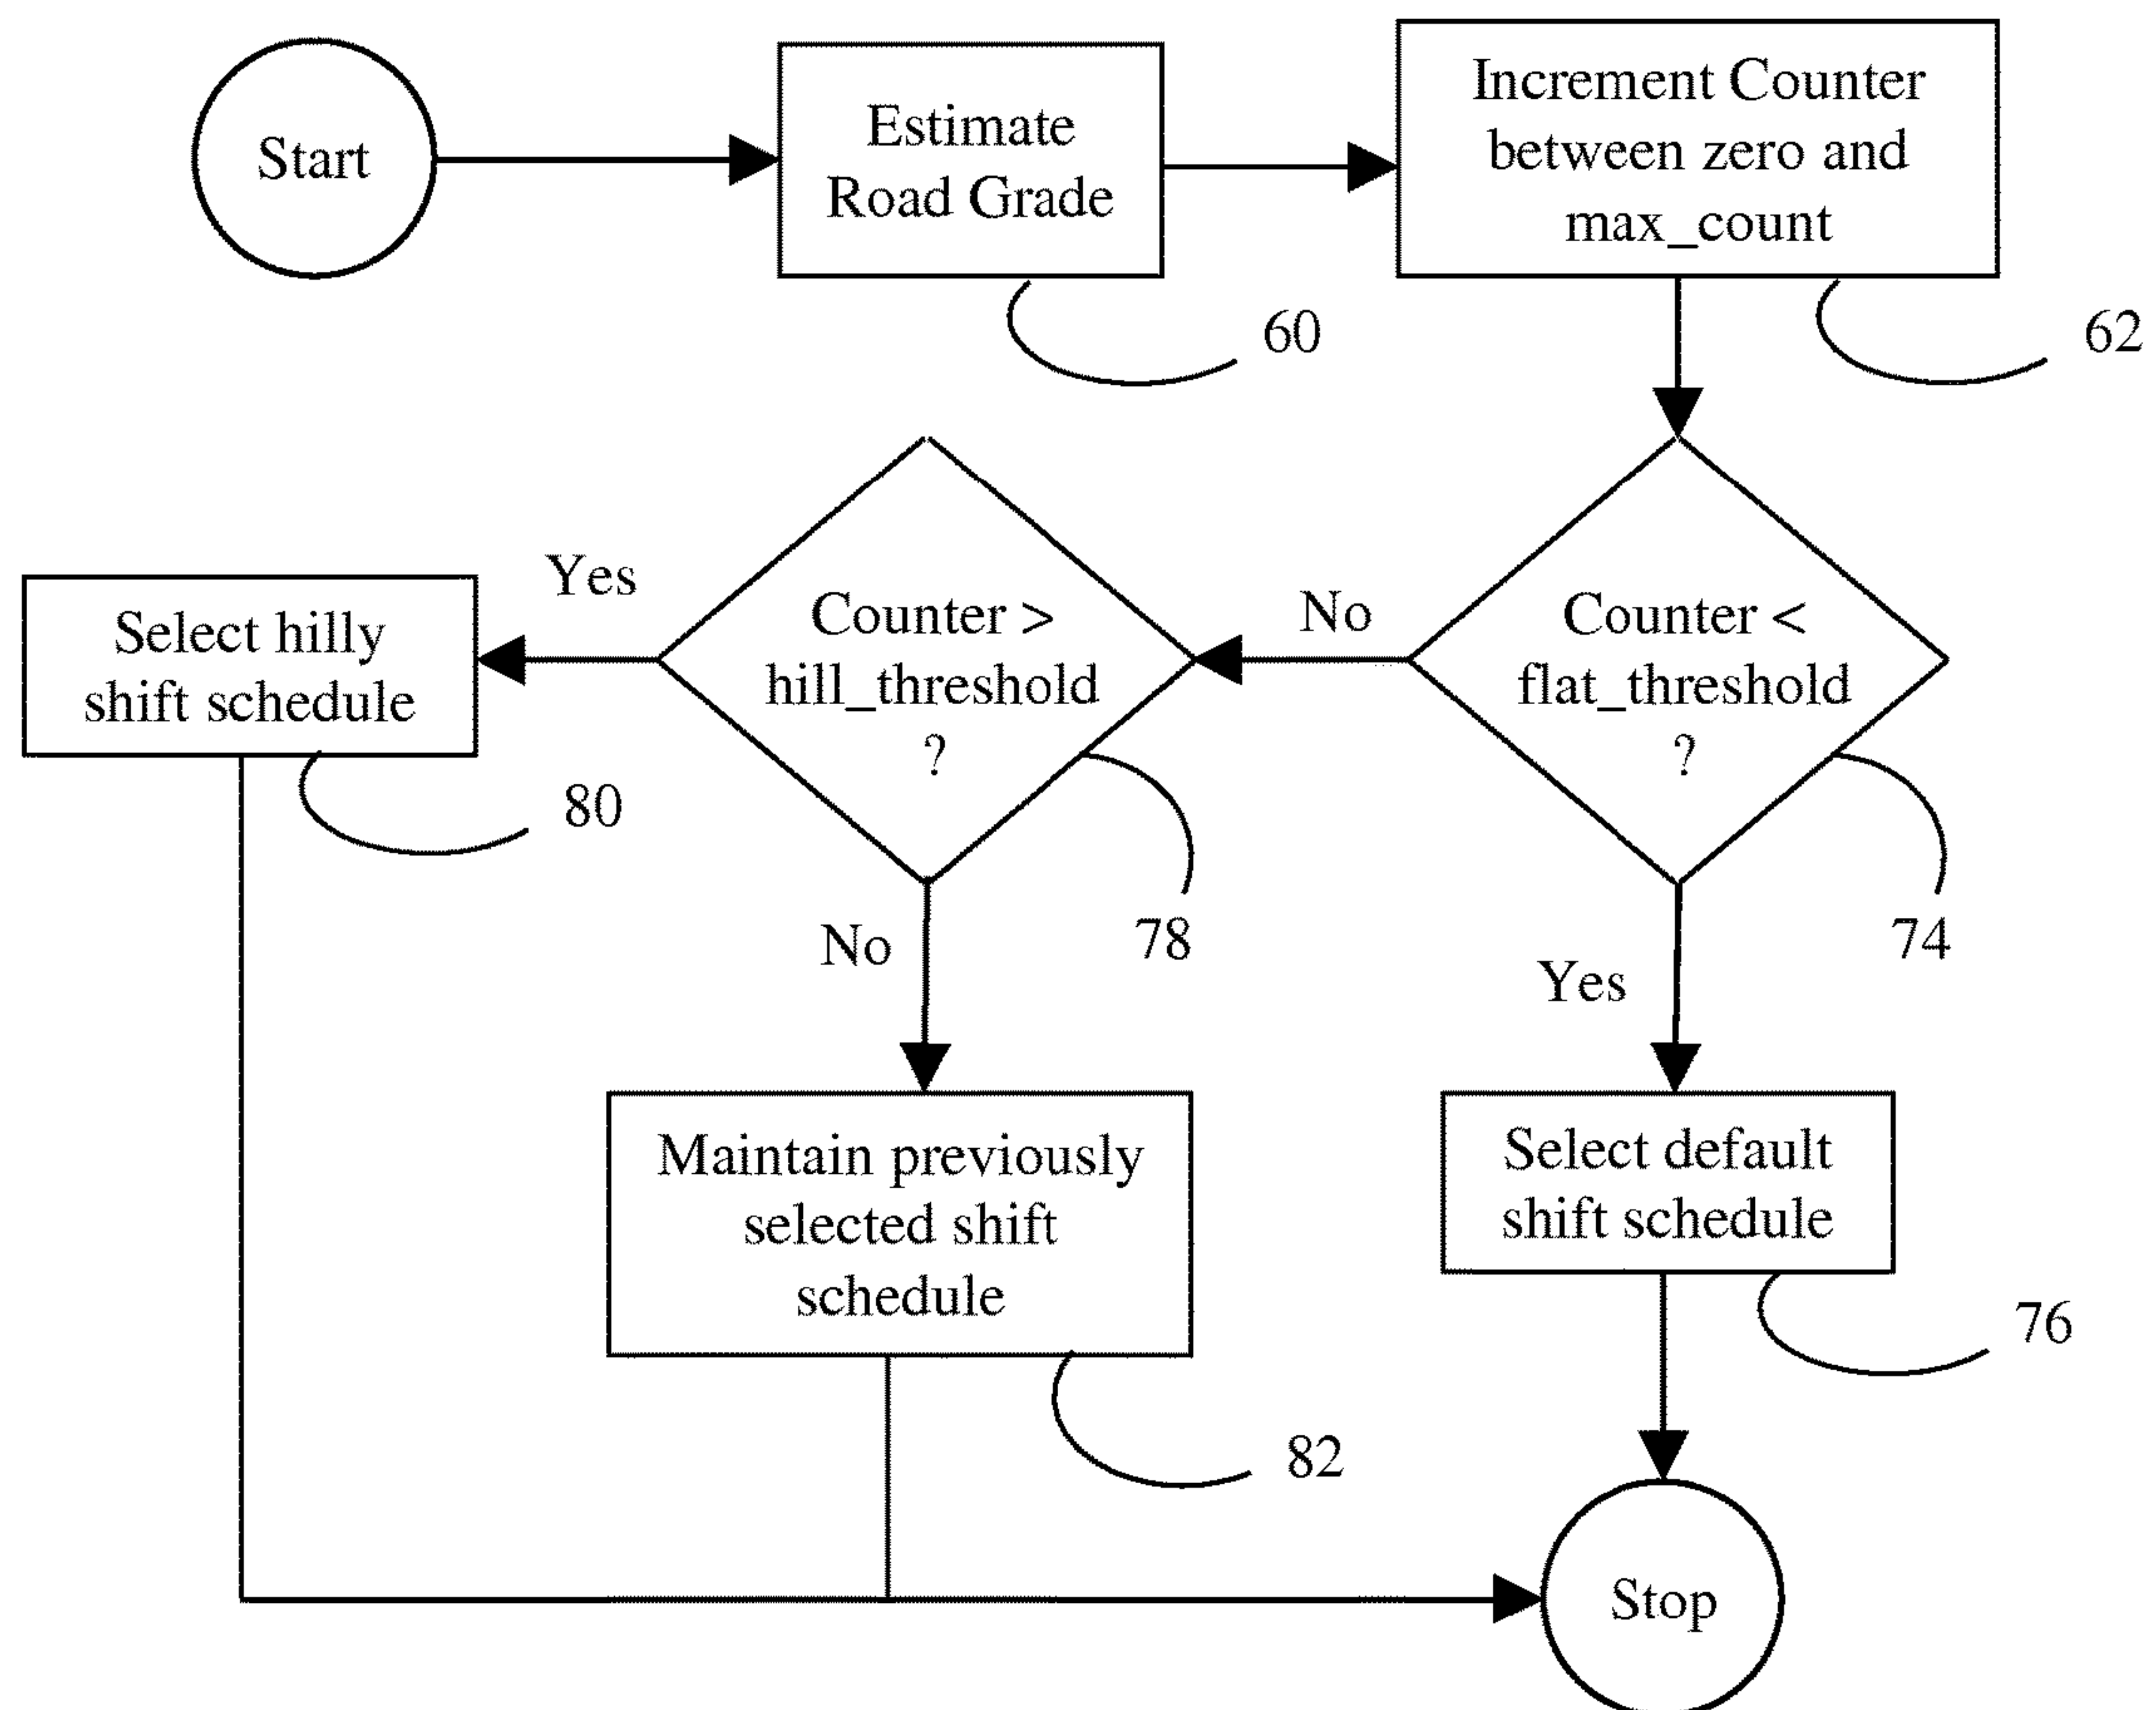 Start
Estimate
Road Grade
60
Increment Counter
between zero and
max_count
62
Counter <
flat_threshold
?
74
No
Yes
Counter >
hill_threshold
?
78
Yes
No
Select hilly
shift schedule
80
Maintain previously
selected shift
schedule
82
Select default
shift schedule
76
Stop